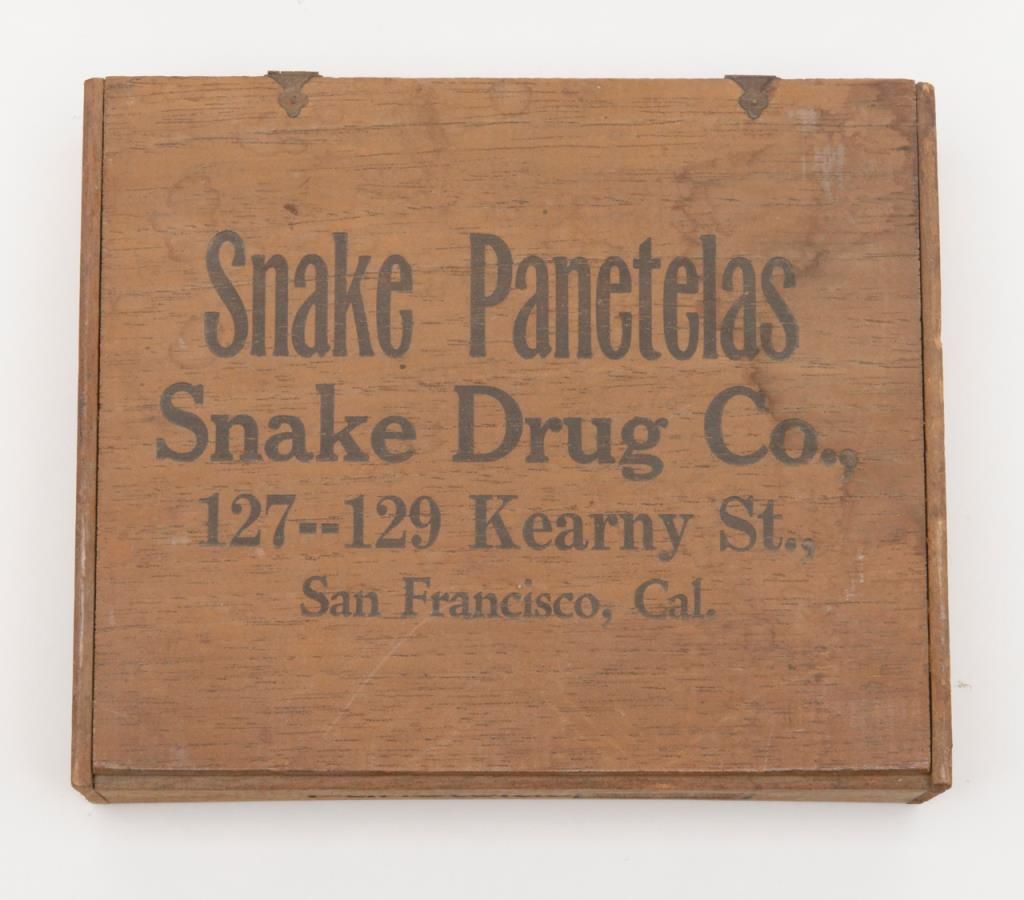 Snake Panetelas
Snake Drug Co.,
127--129 Kearny St.,
San Francisco, Cal.